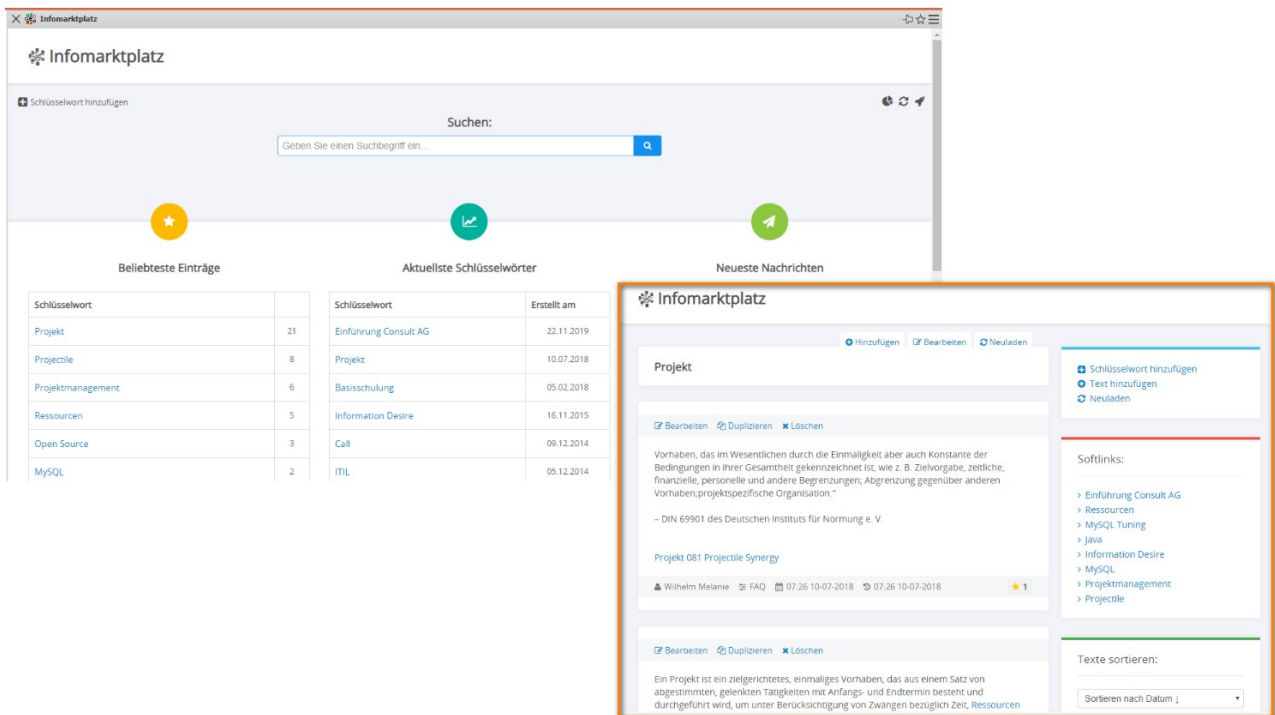 Infomarktplatz
Infomarktplatz
Schlüsselwort hinzufügen
Suchen:
Geben Sie einen Suchbegriff ein...
Beliebteste Einträge
Schlüsselwort
Projekt 21
Projectile 8
Projektmanagement 6
Ressourcen 5
Open Source 3
MySQL 2
Aktuellste Schlüsselwörter
Schlüsselwort Erstellt am
Einführung Consult AG 22.11.2019
Projekt 10.07.2018
Basisschulung 05.02.2018
Information Desire 16.11.2015
Call 09.12.2014
ITIL 05.12.2014
Neueste Nachrichten
Infomarktplatz
Hinzufügen Bearbeiten Neuladen
Projekt
Bearbeiten Duplizieren Löschen
Vorhaben, das im Wesentlichen durch die Einmaligkeit aber auch Konstante der
Bedingungen in ihrer Gesamtheit gekennzeichnet ist, wie z. B. Zielvorgabe, zeitliche,
finanzielle, personelle und andere Begrenzungen; Abgrenzung gegenüber anderen
Vorhaben;projektspezifische Organisation."
– DIN 69901 des Deutschen Instituts für Normung e. V.
Projekt 081 Projectile Synergy
Wilhelm Melanie FAQ 07:26 10-07-2018 07:26 10-07-2018 1
Bearbeiten Duplizieren Löschen
Ein Projekt ist ein zielgerichtetes, einmaliges Vorhaben, das aus einem Satz von
abgestimmten, gelenkten Tätigkeiten mit Anfangs- und Endtermin besteht und
durchgeführt wird, um unter Berücksichtigung von Zwängen bezüglich Zeit, Ressourcen
Schlüsselwort hinzufügen
Text hinzufügen
Neuladen
Softlinks:
> Einführung Consult AG
> Ressourcen
> MySQL Tuning
> Java
> Information Desire
> MySQL
> Projektmanagement
> Projectile
Texte sortieren:
Sortieren nach Datum ↓